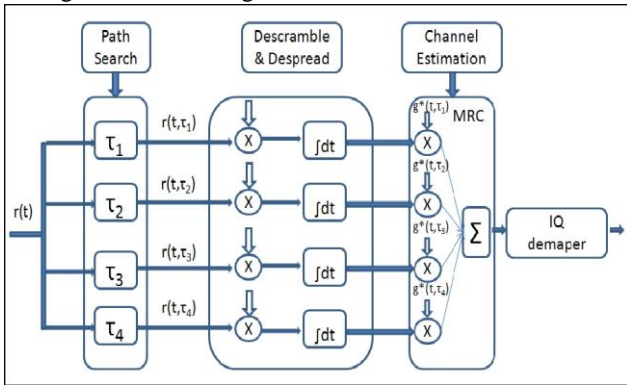 Path
Search
Descramble
& Despread
Channel
Estimation
MRC
r(t)
τ1
r(t,τ1)
X
∫dt
g*(t,τ1)
X
τ2
r(t,τ2)
X
∫dt
g*(t,τ2)
X
τ3
r(t,τ3)
X
∫dt
g*(t,τ3)
X
τ4
r(t,τ4)
X
∫dt
g*(t,τ4)
X
Σ
IQ
demaper